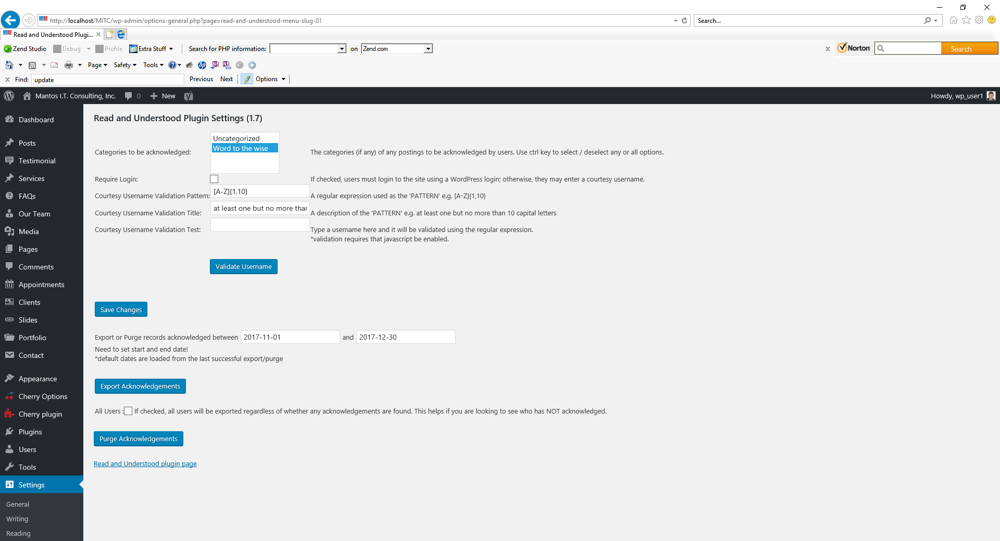 http://localhost/MITC/wp-admin/options-general.php?page=read-and-understood-menu-slug-01
Search...
Read and Understood Plugi...
Zend Studio Debug Profile Extra Stuff Search for PHP information: on Zend.com
Norton Search
Page Safety Tools
Find: update Previous Next Options
Mantos I.T. Consulting, Inc. 0 New
Howdy, wp_user1
Dashboard
Posts
Testimonial
Services
FAQs
Our Team
Media
Pages
Comments
Appointments
Clients
Slides
Portfolio
Contact
Appearance
Cherry Options
Cherry plugin
Plugins
Users
Tools
Settings
General
Writing
Reading
Read and Understood Plugin Settings (1.7)
Uncategorized
Word to the wise
Categories to be acknowledged: The categories (if any) of any postings to be acknowledged by users. Use ctrl key to select / deselect any or all options.
Require Login: If checked, users must login to the site using a WordPress login; otherwise, they may enter a courtesy username.
Courtesy Username Validation Pattern: [A-Z]{1,10} A regular expression used as the 'PATTERN' e.g. [A-Z]{1,10}
Courtesy Username Validation Title: at least one but no more than A description of the 'PATTERN' e.g. at least one but no more than 10 capital letters
Courtesy Username Validation Test: Type a username here and it will be validated using the regular expression.
*validation requires that javascript be enabled.
Validate Username
Save Changes
Export or Purge records acknowledged between 2017-11-01 and 2017-12-30
Need to set start and end date!
*default dates are loaded from the last successful export/purge
Export Acknowledgements
All Users : If checked, all users will be exported regardless of whether any acknowledgements are found. This helps if you are looking to see who has NOT acknowledged.
Purge Acknowledgements
Read and Understood plugin page